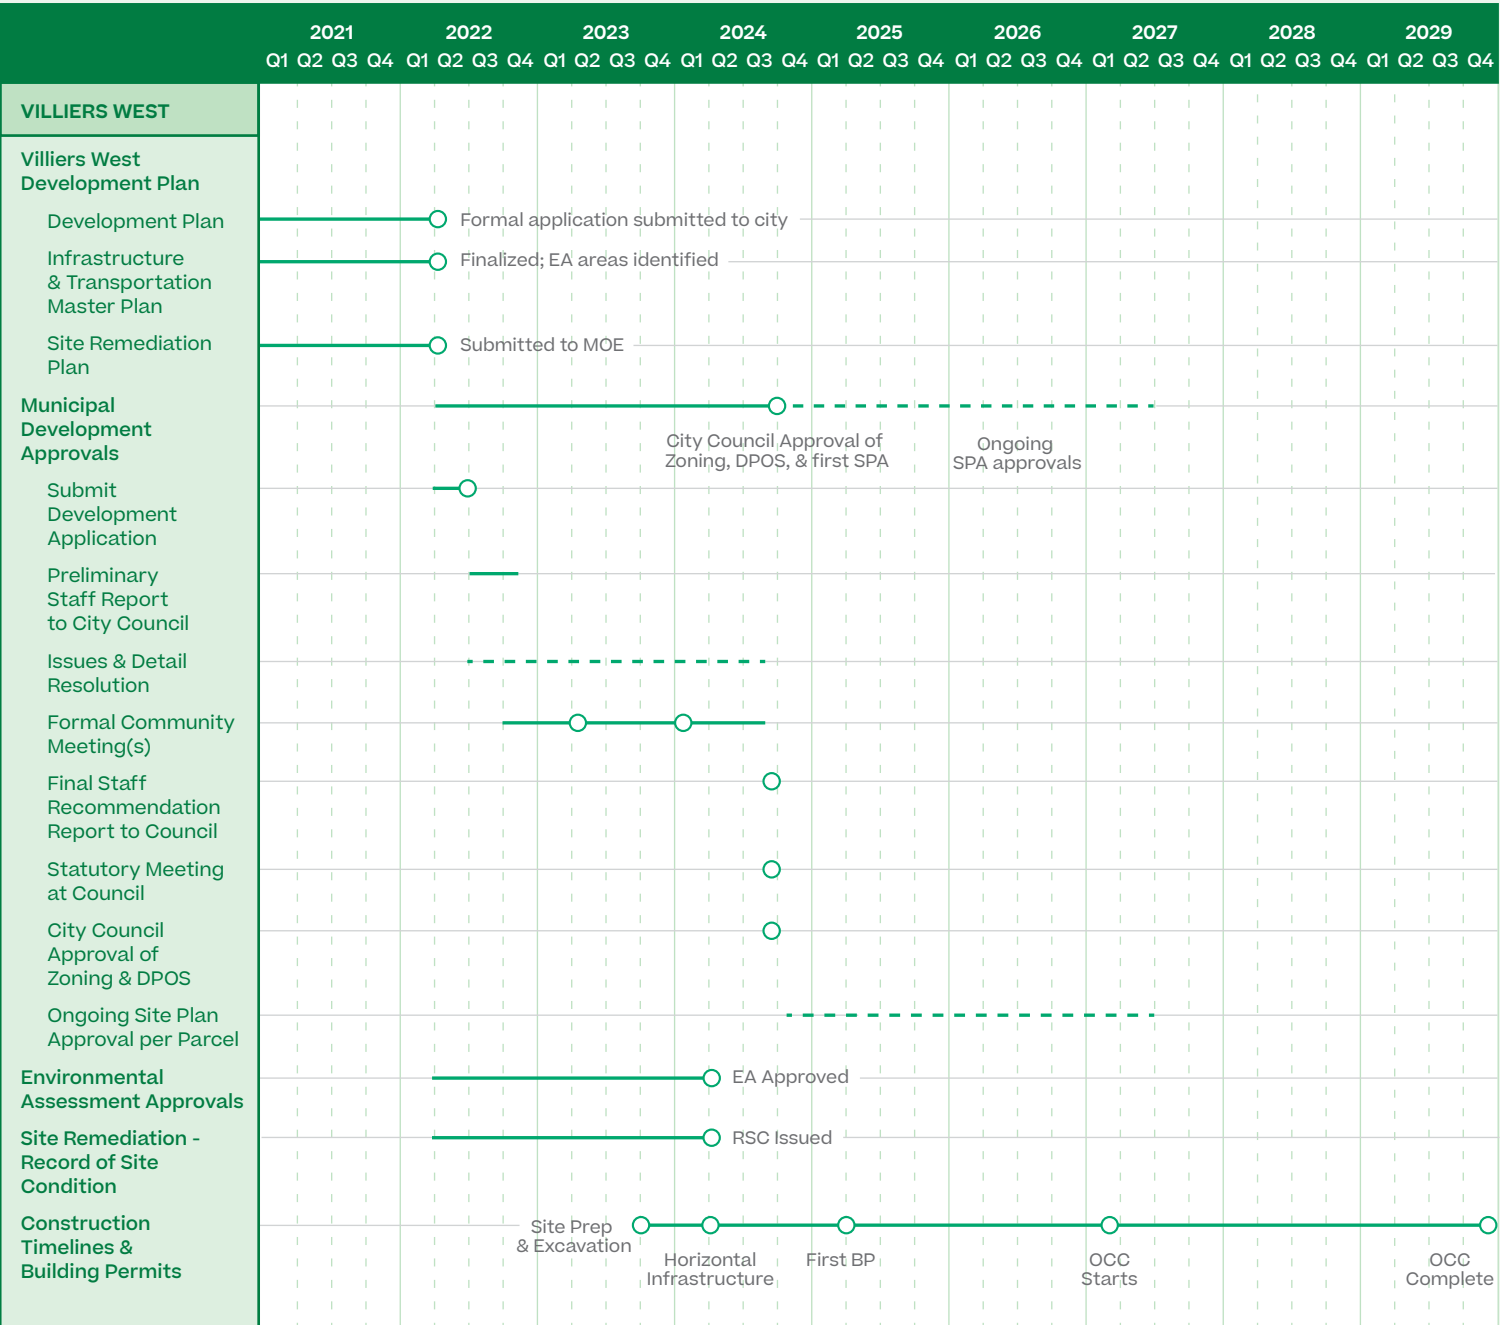 2021 2022 2023 2024 2025 2026 2027 2028 2029
Q1 Q2 Q3 Q4 Q1 Q2 Q3 Q4 Q1 Q2 Q3 Q4 Q1 Q2 Q3 Q4 Q1 Q2 Q3 Q4 Q1 Q2 Q3 Q4 Q1 Q2 Q3 Q4 Q1 Q2 Q3 Q4 Q1 Q2 Q3 Q4
VILLIERS WEST
Villiers West
Development Plan
Development Plan
Formal application submitted to city
Infrastructure
& Transportation
Master Plan
Finalized; EA areas identified
Site Remediation
Plan
Submitted to MOE
Municipal
Development
Approvals
City Council Approval of
Zoning, DPOS, & first SPA
Ongoing
SPA approvals
Submit
Development
Application
Preliminary
Staff Report
to City Council
Issues & Detail
Resolution
Formal Community
Meeting(s)
Final Staff
Recommendation
Report to Council
Statutory Meeting
at Council
City Council
Approval of
Zoning & DPOS
Ongoing Site Plan
Approval per Parcel
Environmental
Assessment Approvals
EA Approved
Site Remediation -
Record of Site
Condition
RSC Issued
Construction
Timelines &
Building Permits
Site Prep
& Excavation
Horizontal
Infrastructure
First BP
OCC
Starts
OCC
Complete